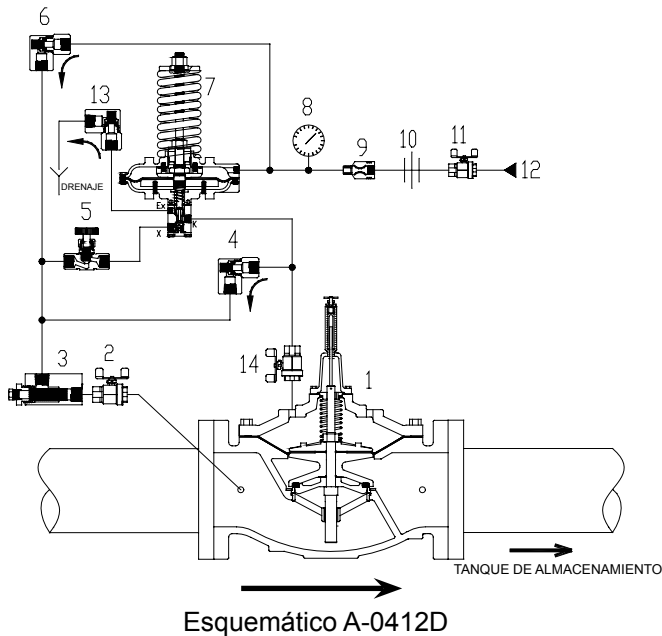 6
13
7
8
9
10
11
12
DRENAJE
Ex
X
K
5
4
14
1
3
2
TANQUE DE ALMACENAMIENTO
Esquemático A-0412D